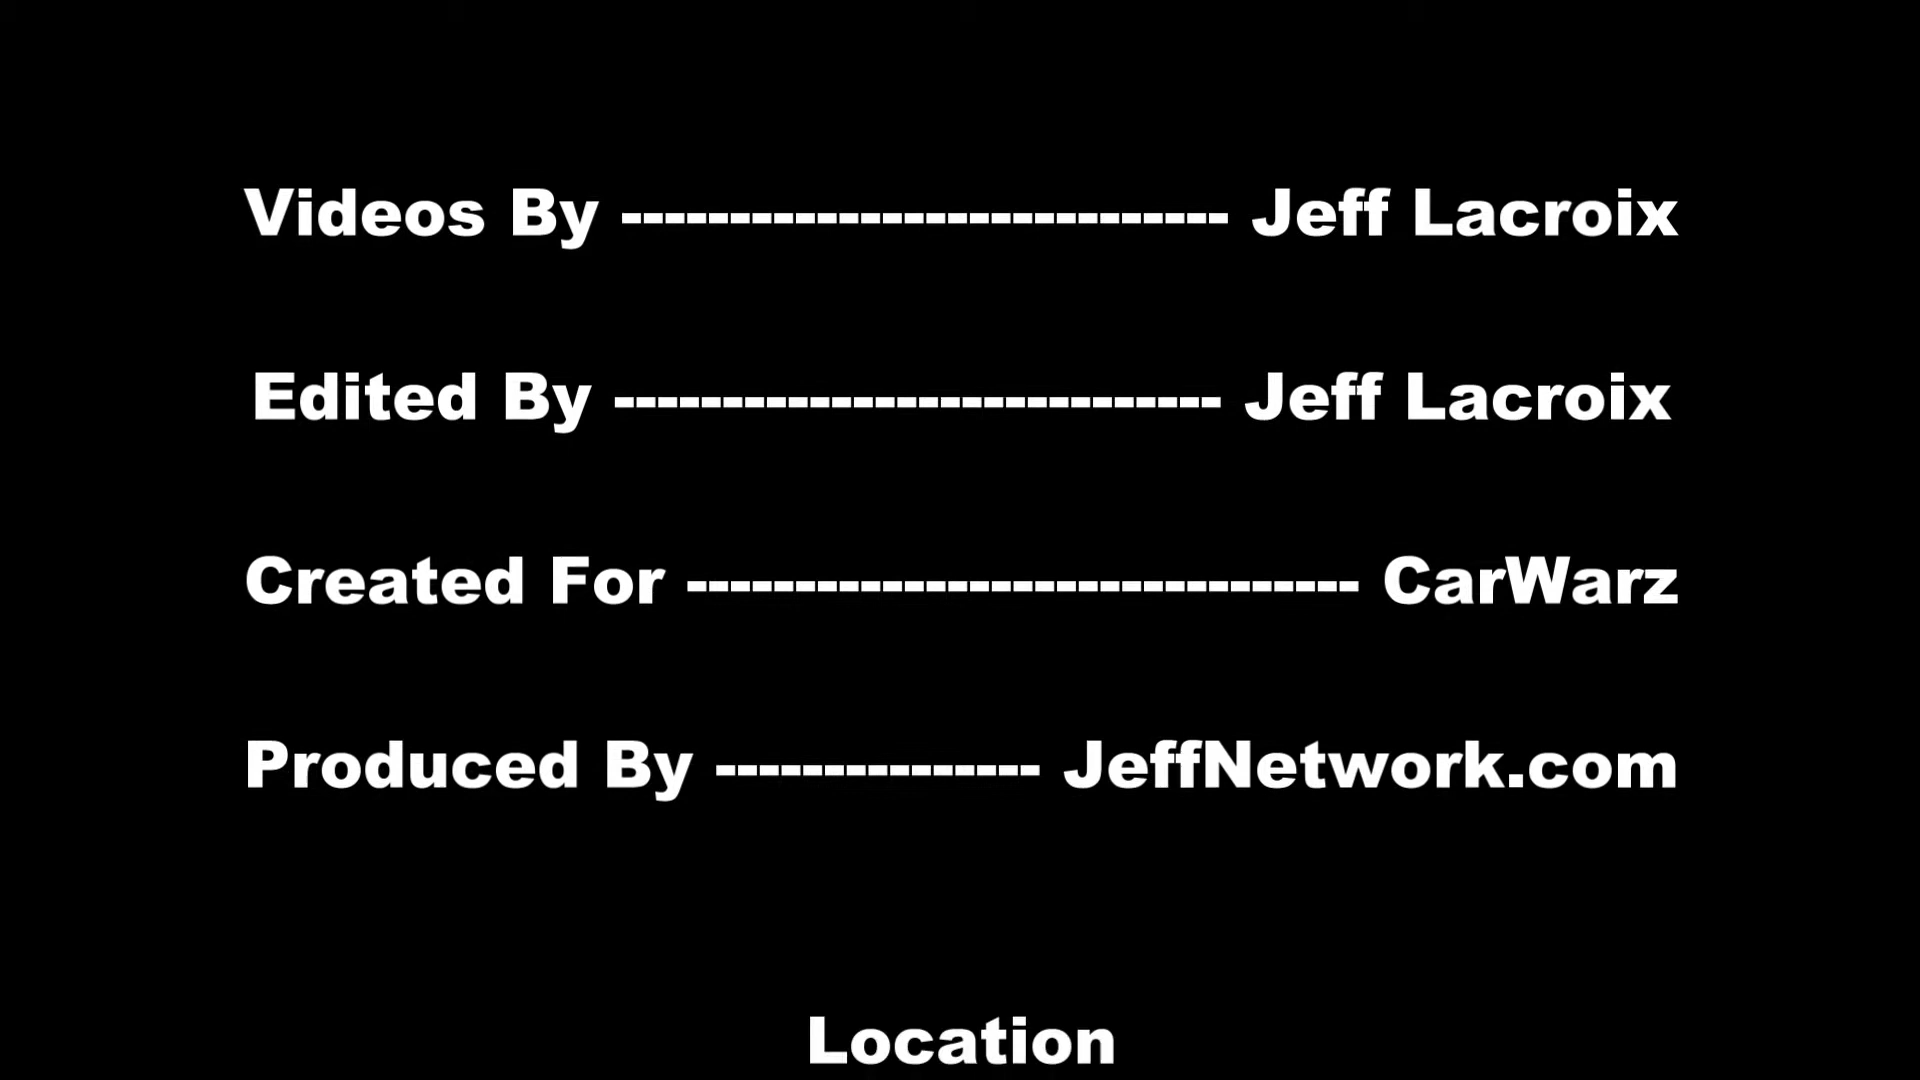 Videos By ---------------------------- Jeff Lacroix
Edited By ---------------------------- Jeff Lacroix
Created For ------------------------------- CarWarz
Produced By --------------- JeffNetwork.com
Location